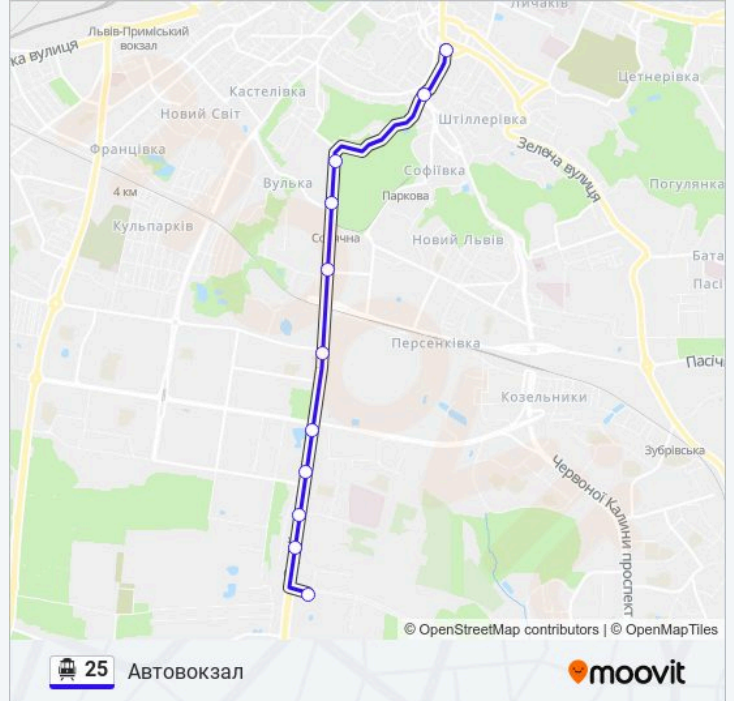 Личаків
Львів-Приміський
вокзал
ка вулиця
Цетнерівка
Кастелівка
Новий Світ
Штіллерівка
Францівка
Зелена вулиця
Софіївка
4 км
Вулька
Погулянка
Паркова
Кульпарків
Новий Львів
Бата
Пасі
Персенківка
Пасіч
Козельники
Зубрівська
Червоної Калини проспект
© OpenStreetMap contributors | © OpenMapTiles
25 Автовокзал
moovit